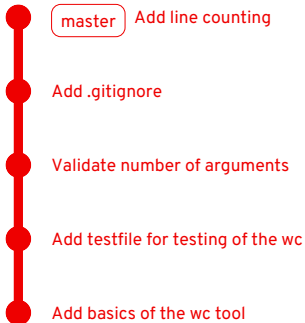 master Add line counting
Add .gitignore
Validate number of arguments
Add testfile for testing of the wc
Add basics of the wc tool